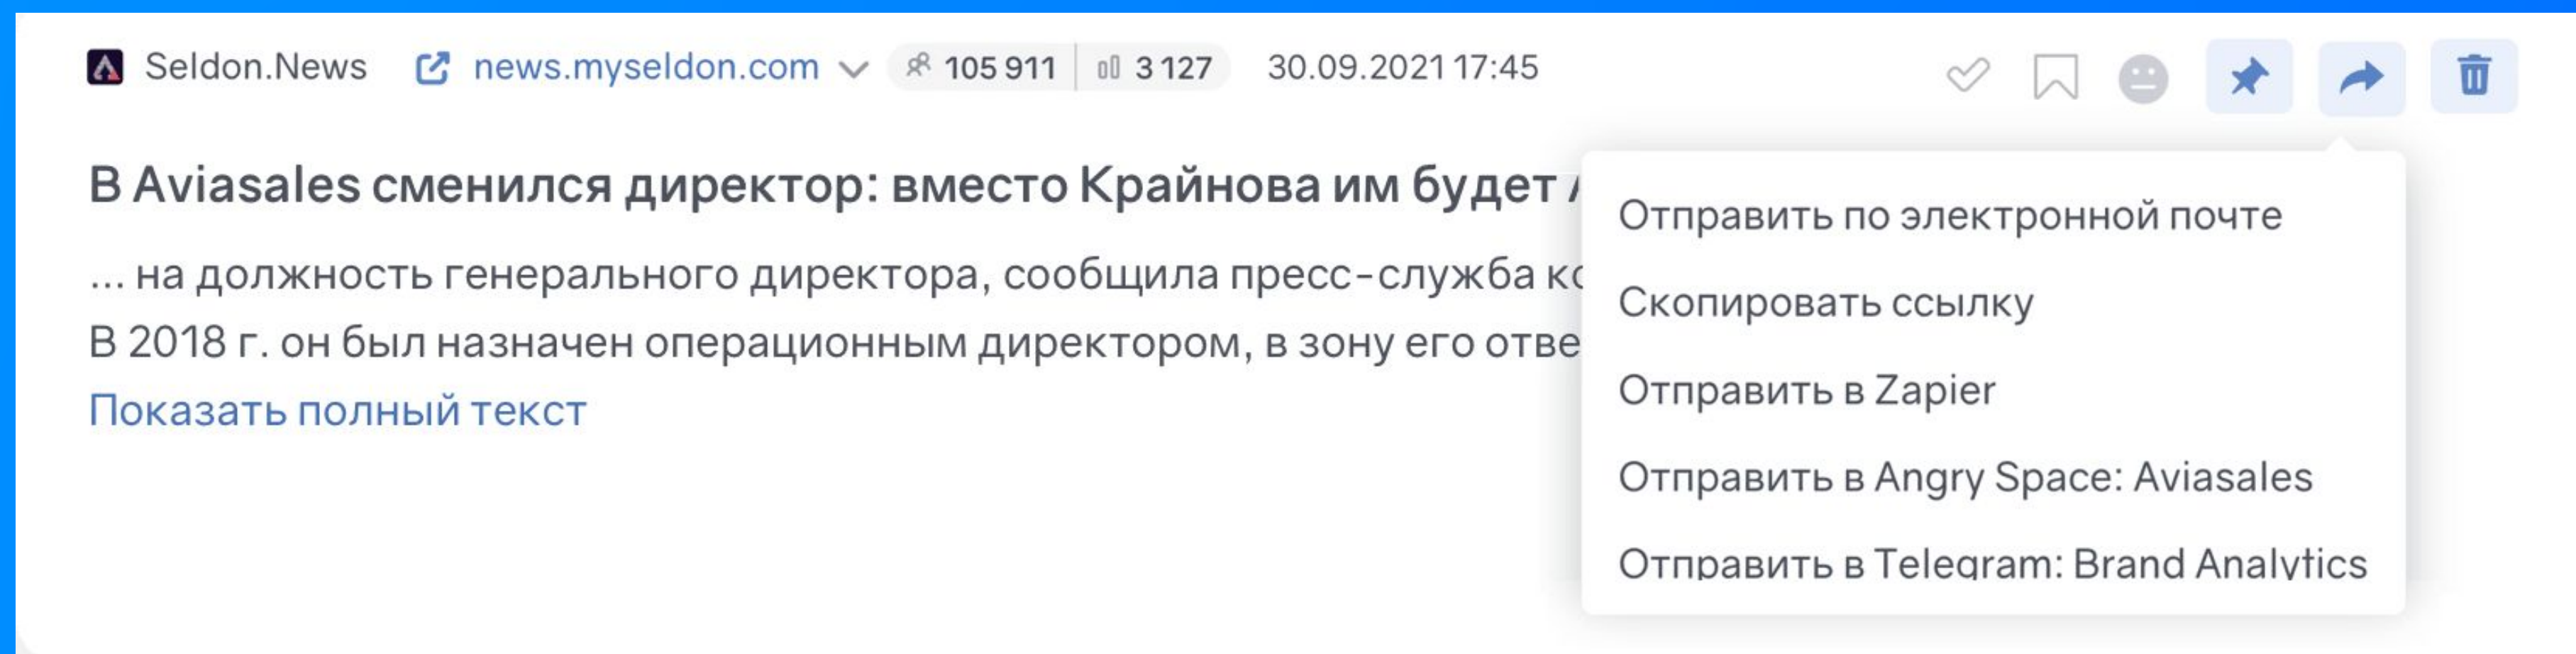 Seldon.News news.myseldon.com 105 911 3 127 30.09.2021 17:45
В Aviasales сменился директор: вместо Крайнова им будет
... на должность генерального директора, сообщила пресс-служба
В 2018 г. он был назначен операционным директором, в зону его
Показать полный текст
Отправить по электронной почте
Скопировать ссылку
Отправить в Zapier
Отправить в Angry Space: Aviasales
Отправить в Telegram: Brand Analytics